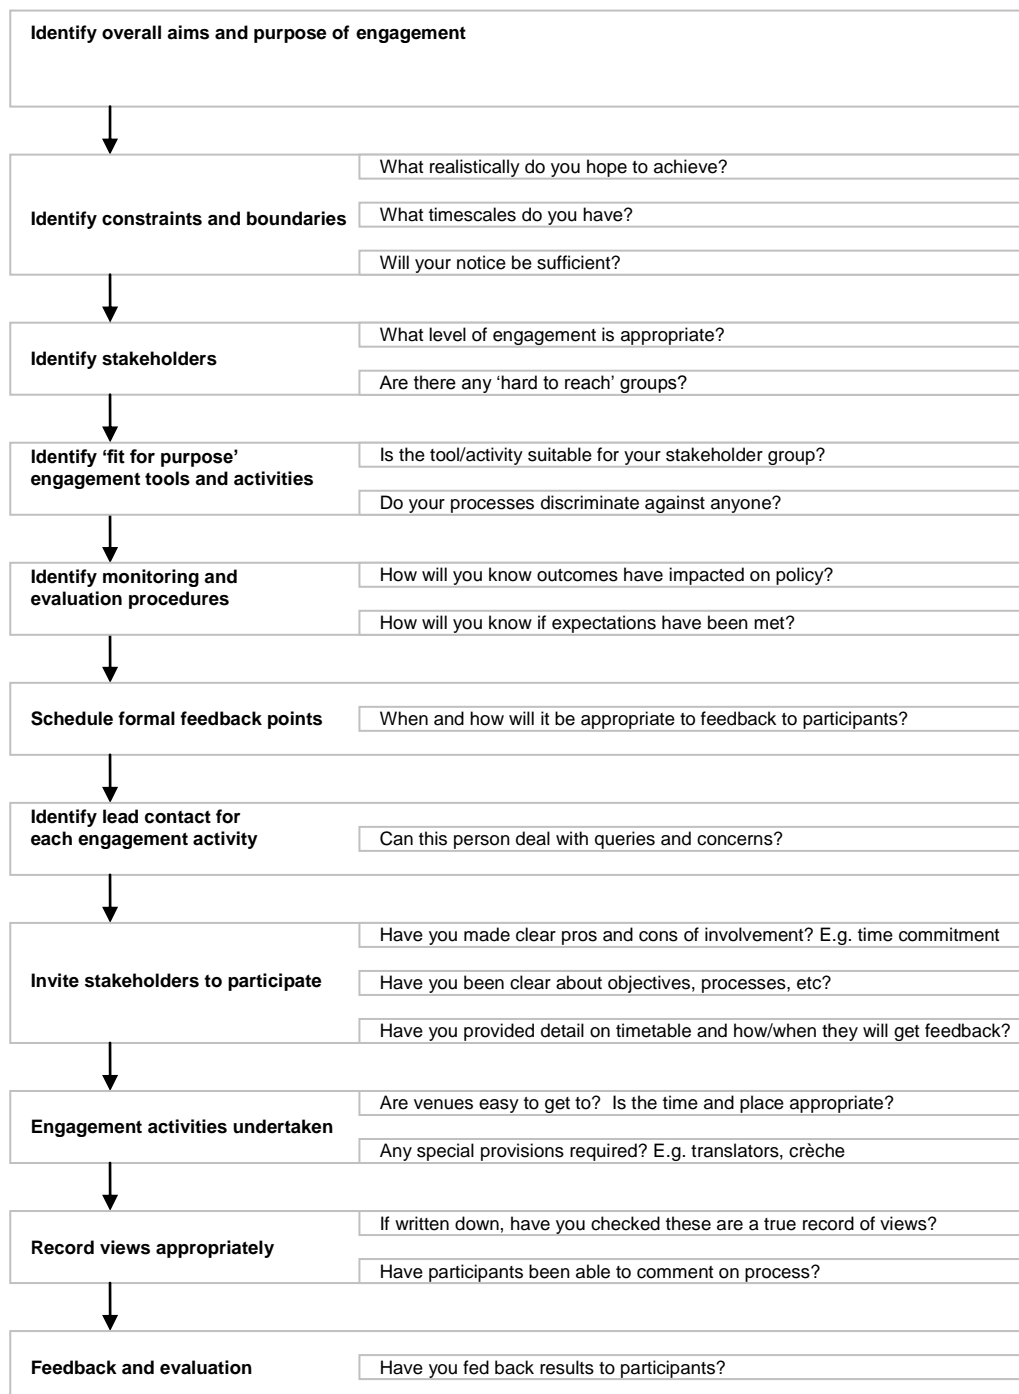 Identify overall aims and purpose of engagement
What realistically do you hope to achieve?
Identify constraints and boundaries
What timescales do you have?
Will your notice be sufficient?
What level of engagement is appropriate?
Identify stakeholders
Are there any ‘hard to reach’ groups?
Identify ‘fit for purpose’
engagement tools and activities
Is the tool/activity suitable for your stakeholder group?
Do your processes discriminate against anyone?
Identify monitoring and
evaluation procedures
How will you know outcomes have impacted on policy?
How will you know if expectations have been met?
Schedule formal feedback points
When and how will it be appropriate to feedback to participants?
Identify lead contact for
each engagement activity
Can this person deal with queries and concerns?
Have you made clear pros and cons of involvement? E.g. time commitment
Invite stakeholders to participate
Have you been clear about objectives, processes, etc?
Have you provided detail on timetable and how/when they will get feedback?
Are venues easy to get to?  Is the time and place appropriate?
Engagement activities undertaken
Any special provisions required? E.g. translators, crèche
If written down, have you checked these are a true record of views?
Record views appropriately
Have participants been able to comment on process?
Feedback and evaluation
Have you fed back results to participants?